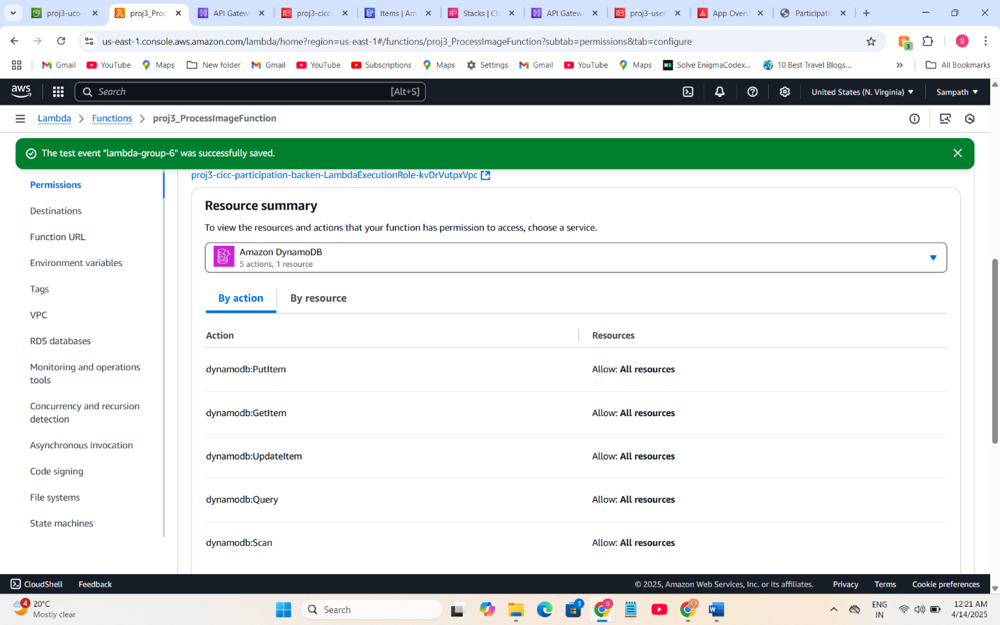 proj3-uco-
proj3_Proc
API Gatew
proj3-cicc-
Items | Am
Stacks | Clo
API Gatew
proj3-user
App Over
Participatio
us-east-1.console.aws.amazon.com/lambda/home?region=us-east-1#/functions/proj3_ProcessImageFunction?subtab=permissions&tab=configure
3
S
Gmail
YouTube
Maps
New folder
Gmail
YouTube
Subscriptions
Maps
Settings
Gmail
YouTube
Maps
Solve EnigmaCodex...
10 Best Travel Blogs...
All Bookmarks
aws
Search
[Alt+S]
United States (N. Virginia)
Sampath
Lambda
Functions
proj3_ProcessImageFunction
The test event "lambda-group-6" was successfully saved.
Permissions
Destinations
Function URL
Environment variables
Tags
VPC
RDS databases
Monitoring and operations
tools
Concurrency and recursion
detection
Asynchronous invocation
Code signing
File systems
State machines
proj3-cicc-participation-backen-LambdaExecutionRole-kvDrVutpxVpc
Resource summary
To view the resources and actions that your function has permission to access, choose a service.
Amazon DynamoDB
5 actions, 1 resource
By action
By resource
Action
Resources
dynamodb:PutItem
Allow: All resources
dynamodb:GetItem
Allow: All resources
dynamodb:UpdateItem
Allow: All resources
dynamodb:Query
Allow: All resources
dynamodb:Scan
Allow: All resources
CloudShell
Feedback
© 2025, Amazon Web Services, Inc. or its affiliates.
Privacy
Terms
Cookie preferences
4
20°C
Mostly clear
Search
1
S
ENG
IN
12:21 AM
4/14/2025